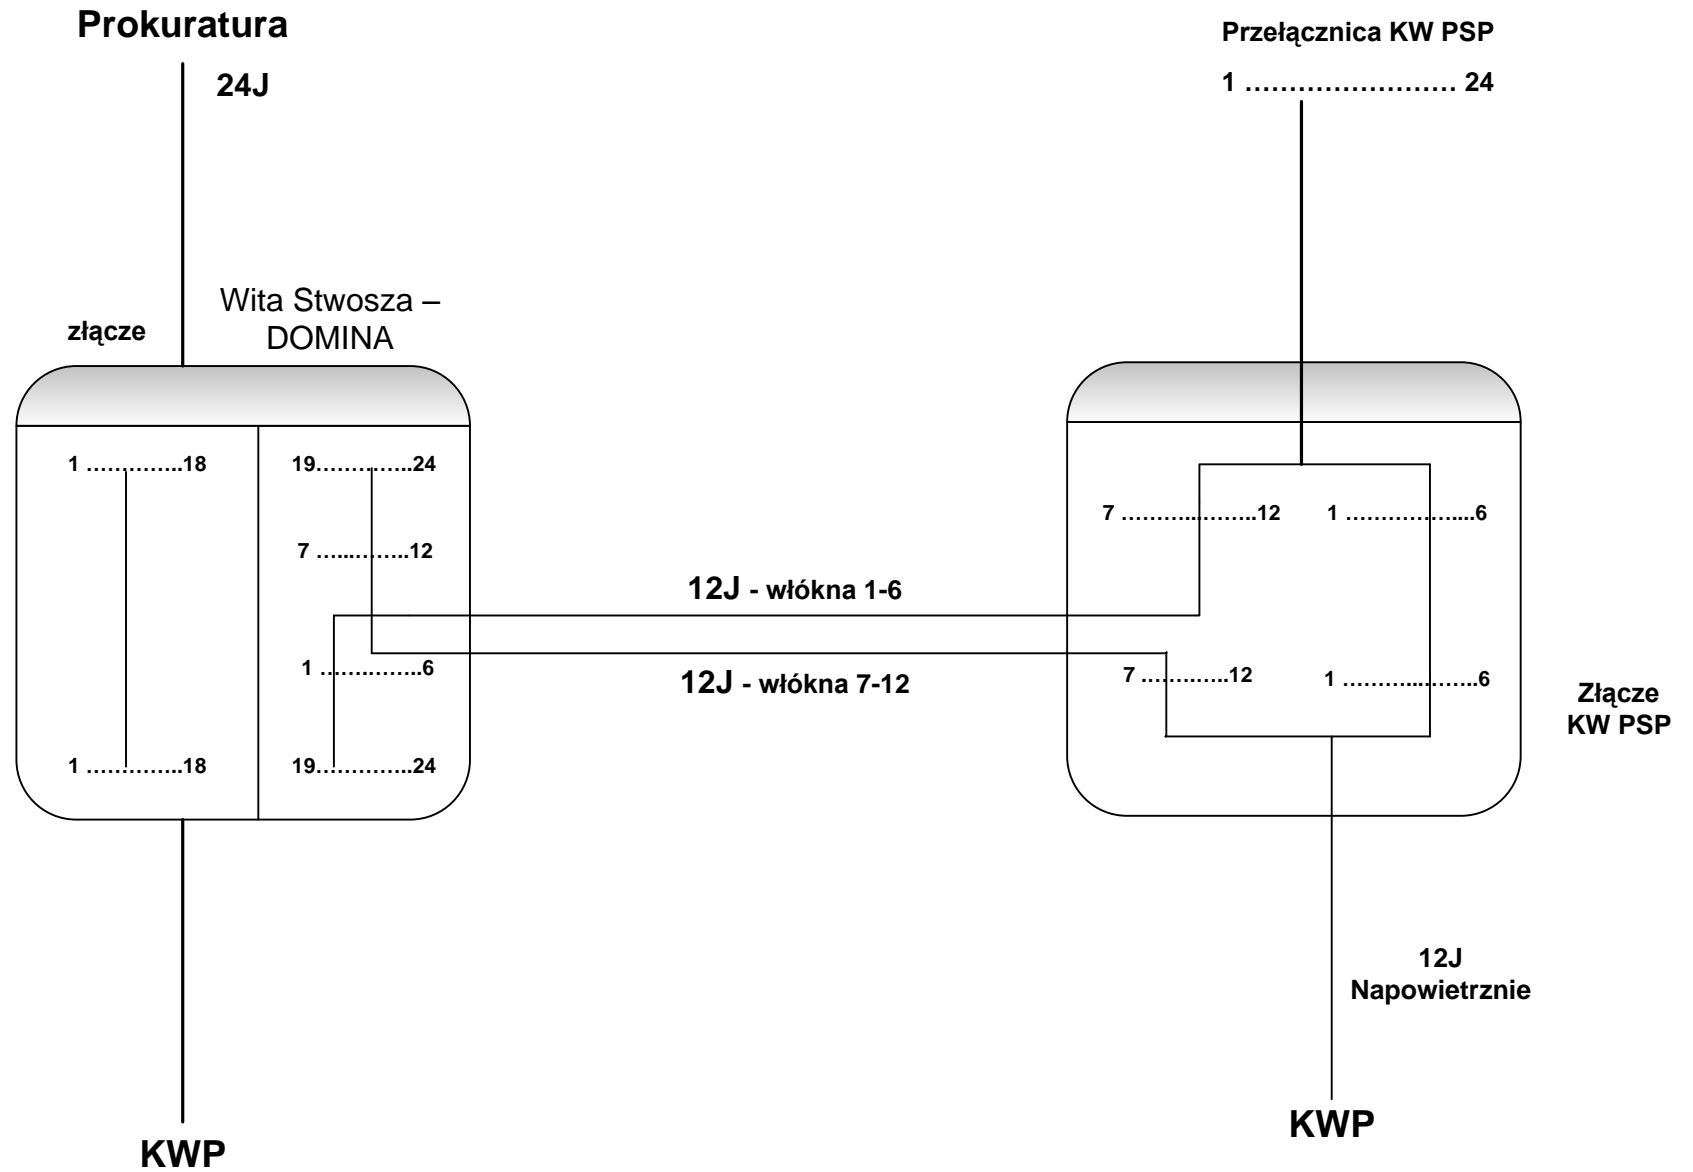 Prokuratura
24J
Przełącznica KW PSP
1 …………………… 24
złącze
Wita Stwosza –
DOMINA
1 …………..18
19…………..24
7 …...……..12
1 ……………6
1 …………..18
19…………..24
12J - włókna 1-6
12J - włókna 7-12
7 ………...……..12
1 ……………....6
7 …………..12
1 ………...……..6
Złącze
KW PSP
12J
Napowietrznie
KWP
KWP